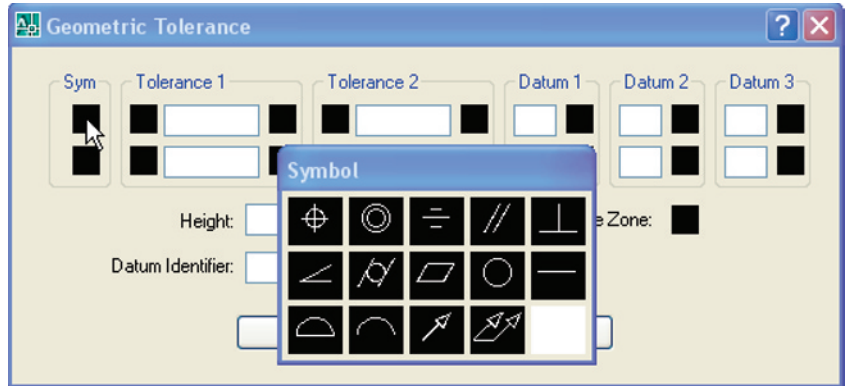 Geometric Tolerance
Sym Tolerance 1 Tolerance 2 Datum 1 Datum 2 Datum 3
Symbol
Height: e Zone:
Datum Identifier: